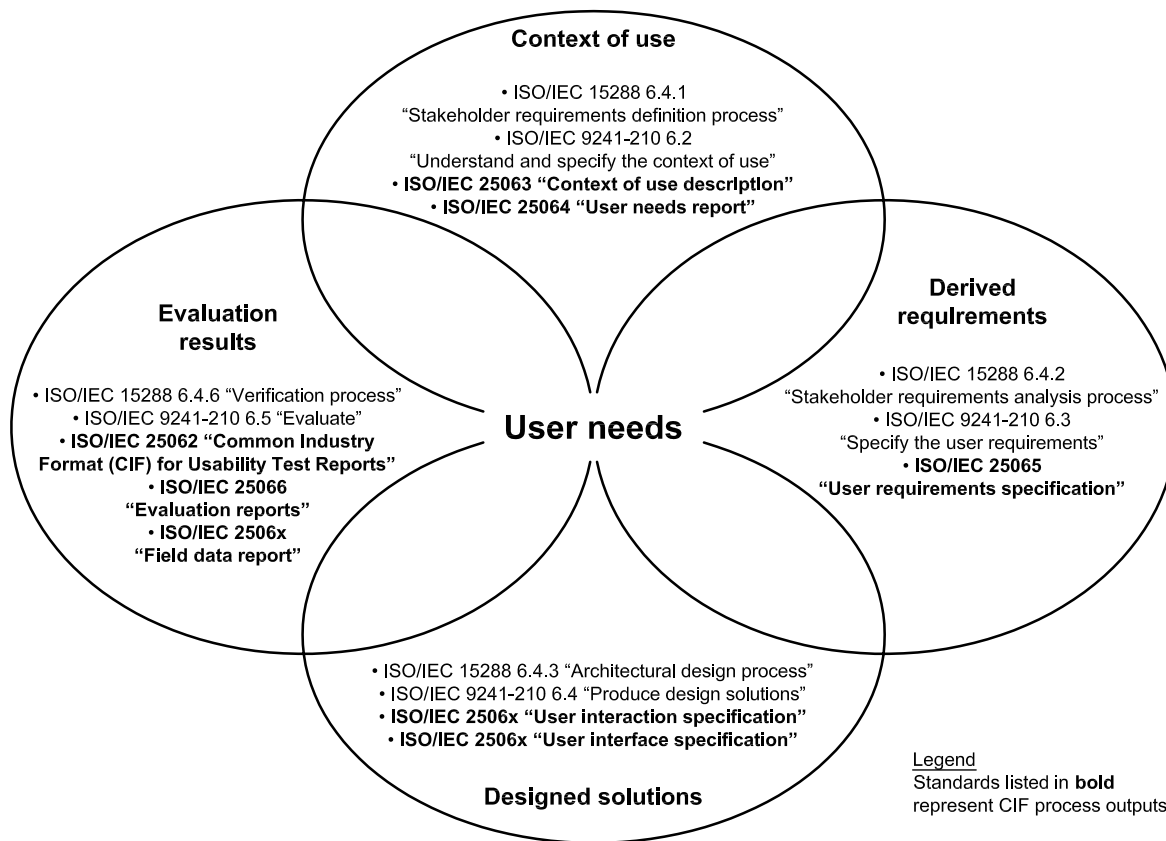 Context of use
• ISO/IEC 15288 6.4.1
“Stakeholder requirements definition process”
• ISO/IEC 9241-210 6.2
“Understand and specify the context of use”
• ISO/IEC 25063 “Context of use description”
• ISO/IEC 25064 “User needs report”
Evaluation
results
• ISO/IEC 15288 6.4.6 “Verification process”
• ISO/IEC 9241-210 6.5 “Evaluate”
• ISO/IEC 25062 “Common Industry
Format (CIF) for Usability Test Reports”
• ISO/IEC 25066
“Evaluation reports”
• ISO/IEC 2506x
“Field data report”
User needs
Derived
requirements
• ISO/IEC 15288 6.4.2
“Stakeholder requirements analysis process”
• ISO/IEC 9241-210 6.3
“Specify the user requirements”
• ISO/IEC 25065
“User requirements specification”
• ISO/IEC 15288 6.4.3 “Architectural design process”
• ISO/IEC 9241-210 6.4 “Produce design solutions”
• ISO/IEC 2506x “User interaction specification”
• ISO/IEC 2506x “User interface specification”
Designed solutions
Legend
Standards listed in bold
represent CIF process outputs